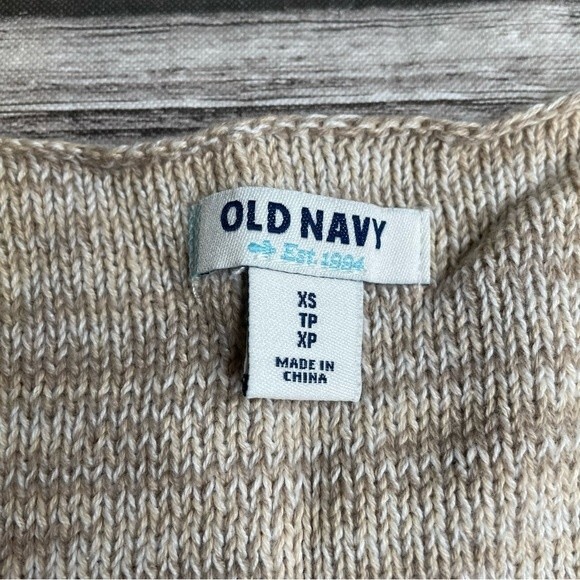 OLD NAVY
Est. 1994
XS
TP
XP
MADE IN
CHINA